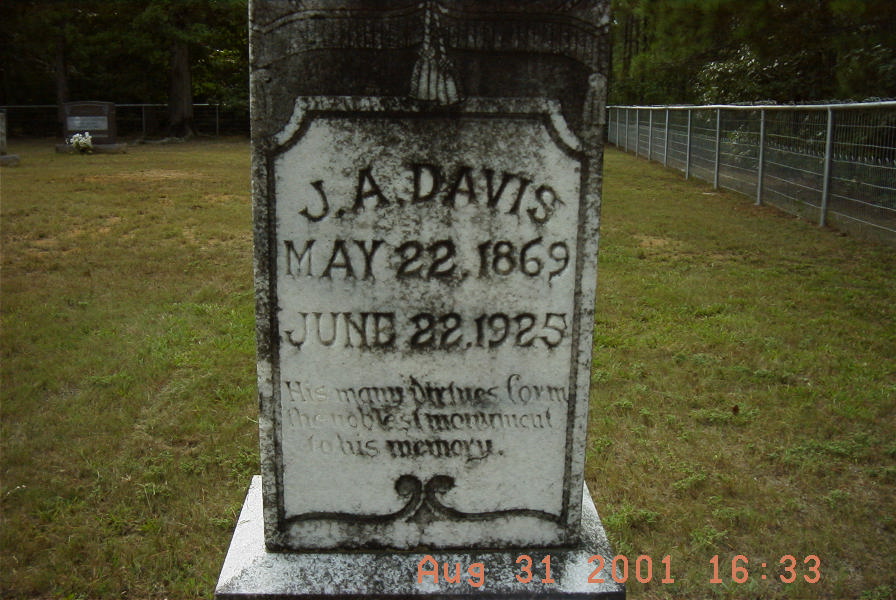 J. A. DAVIS
MAY 22, 1869
JUNE 22, 1925
His many virtues form
the noblest monument
to his memory.
Aug 31 2001 16:33